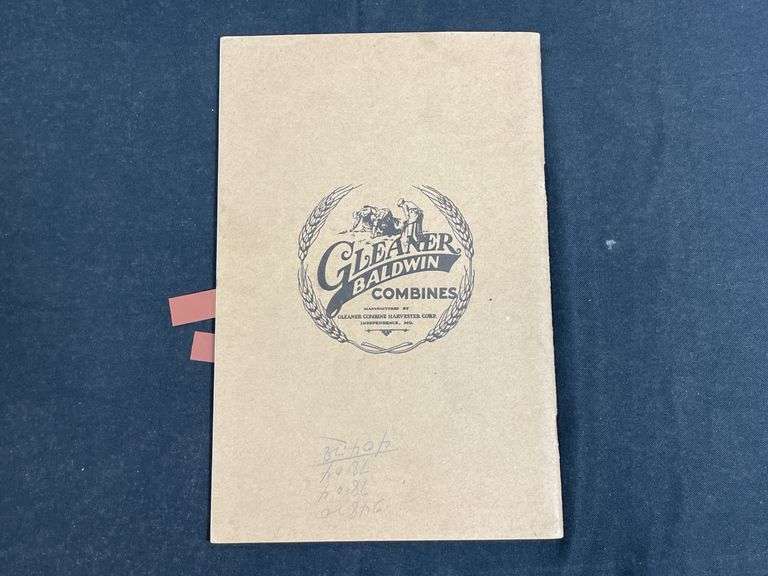 GLEANER
BALDWIN
COMBINES
MANUFACTURED BY
GLEANER COMBINE HARVESTER CORP.
INDEPENDENCE, MO.